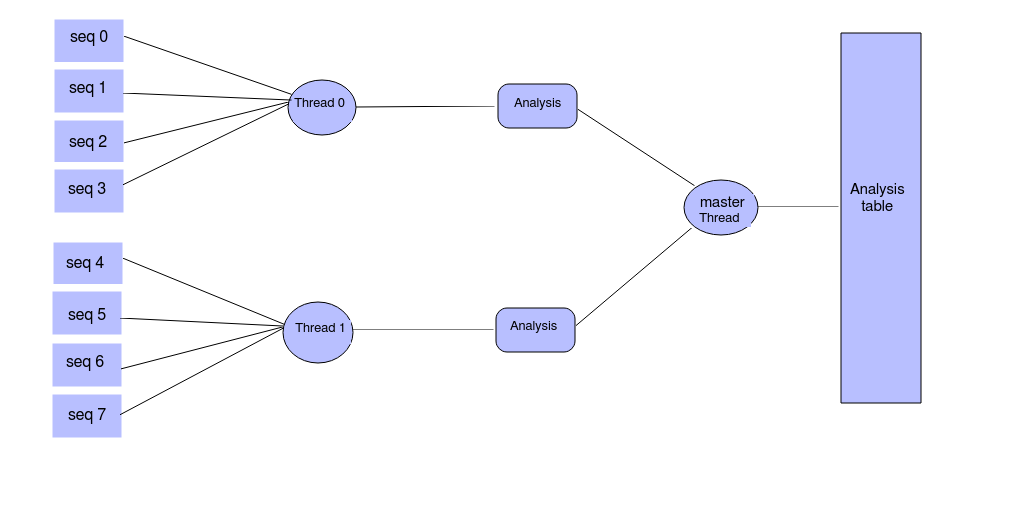 seq 0
seq 1
seq 2
seq 3
Thread 0
Analysis
seq 4
seq 5
seq 6
seq 7
Thread 1
Analysis
master
Thread
Analysis
table